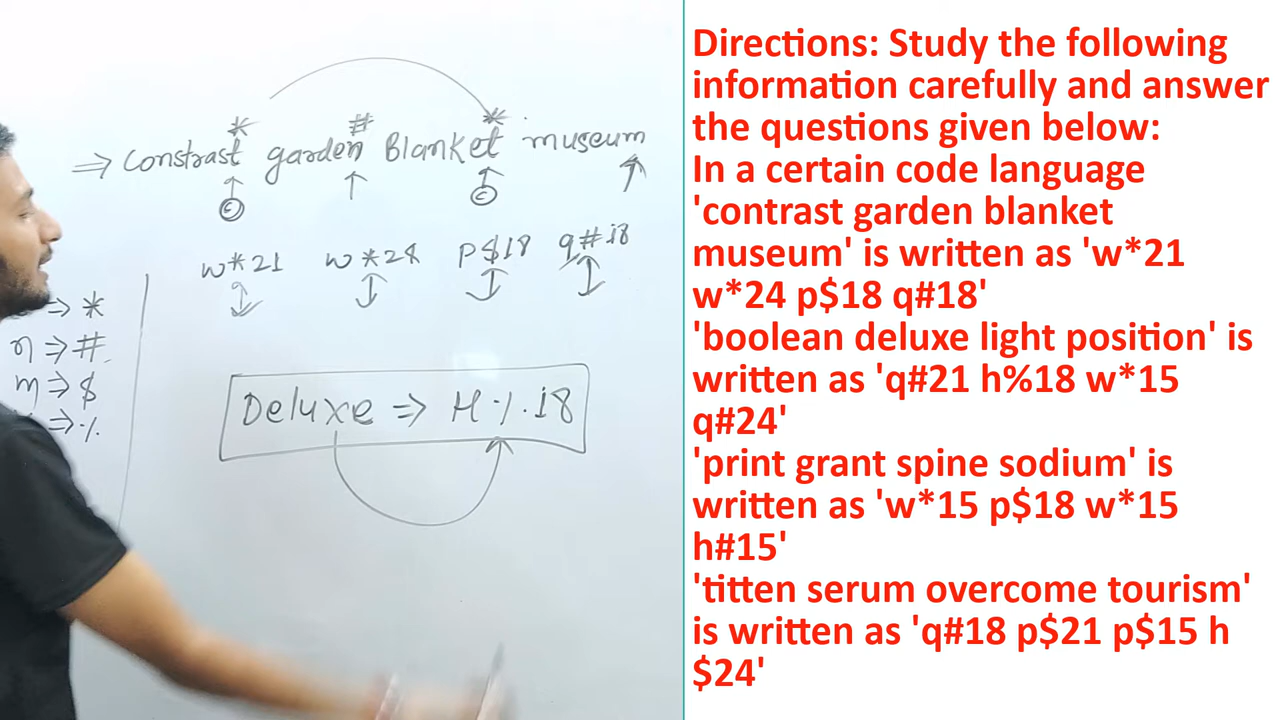 * # *
⇒ Constrast garden Blanket museum
c c
w*21 w*24 p$18 q#18
⇒ *
n ⇒ #
m ⇒ $
⇒ %
Deluxe ⇒ H%18
Directions: Study the following
information carefully and answer
the questions given below:
In a certain code language
'contrast garden blanket
museum' is written as 'w*21
w*24 p$18 q#18'
'boolean deluxe light position' is
written as 'q#21 h%18 w*15
q#24'
'print grant spine sodium' is
written as 'w*15 p$18 w*15
h#15'
'titten serum overcome tourism'
is written as 'q#18 p$21 p$15 h
$24'